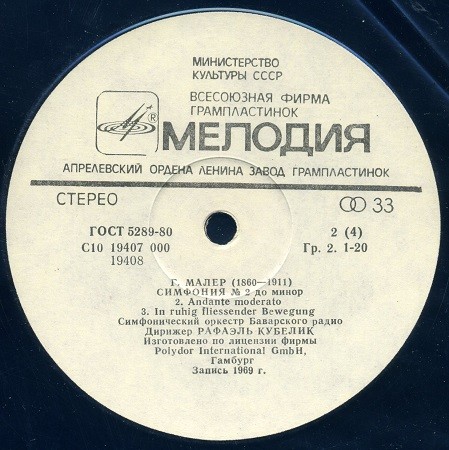 МИНИСТЕРСТВО
КУЛЬТУРЫ СССР
ВСЕСОЮЗНАЯ ФИРМА
ГРАМПЛАСТИНОК
® МЕЛОДИЯ
АПРЕЛЕВСКИЙ ОРДЕНА ЛЕНИНА ЗАВОД ГРАМПЛАСТИНОК
СТЕРЕО 33
ГОСТ 5289-80 2 (4)
С10 19407 000 Гр. 2. 1-20
19408
Г. МАЛЕР (1860—1911)
СИМФОНИЯ № 2 до минор
2. Andante moderato
3. In ruhig fliessender Bewegung
Симфонический оркестр Баварского радио
Дирижер РАФАЭЛЬ КУБЕЛИК
Изготовлено по лицензии фирмы
Polydor International GmbH,
Гамбург
Запись 1969 г.